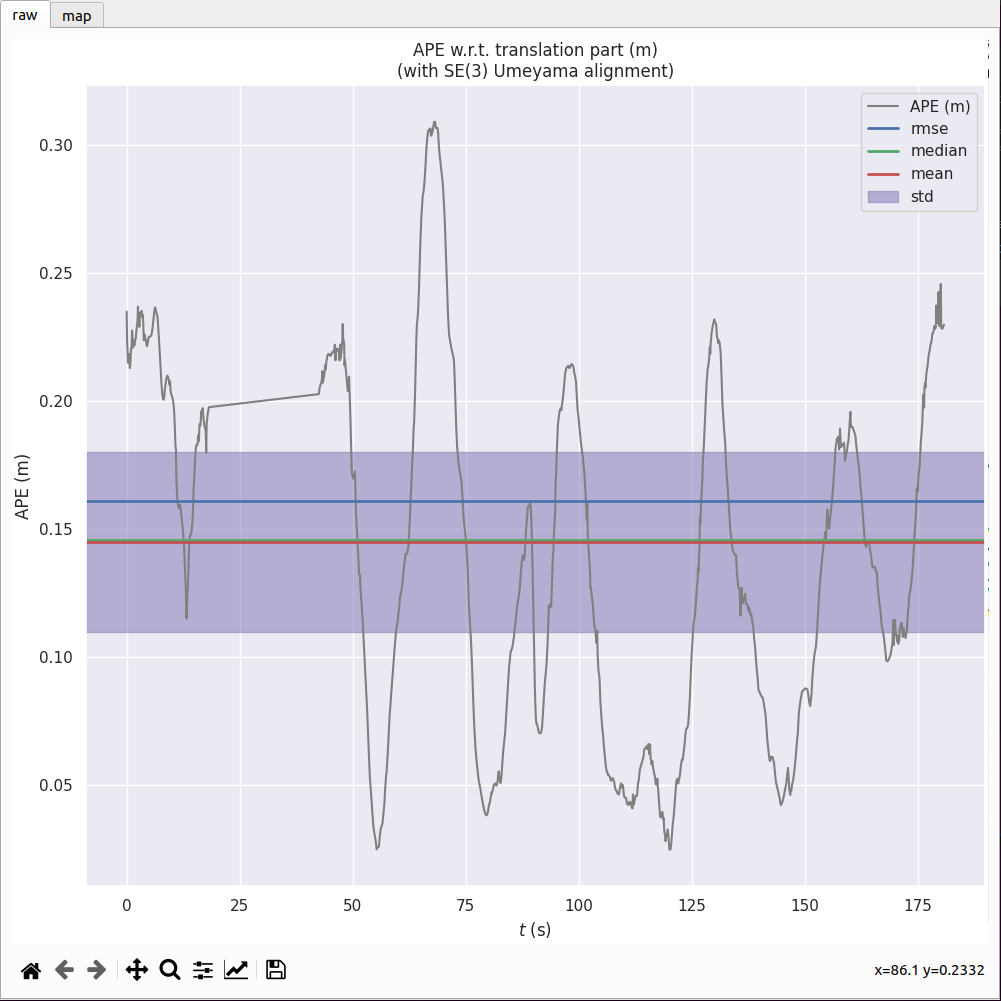 raw
map
APE w.r.t. translation part (m)
(with SE(3) Umeyama alignment)
APE (m)
rmse
median
mean
std
0.30
0.25
0.20
0.15
0.10
0.05
APE (m)
0
25
50
75
100
125
150
175
t (s)
x=86.1 y=0.2332